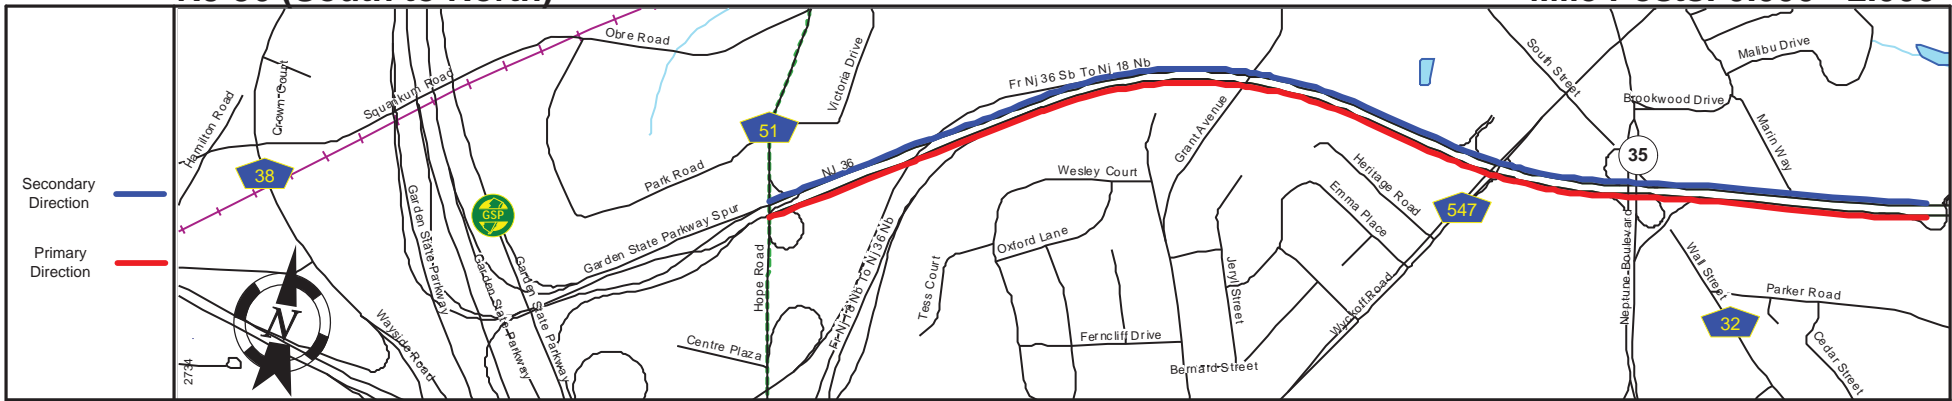 Secondary
Direction
Primary
Direction
Hamilton Road
Crown Court
38
Squankum Road
Obre Road
Victoria Drive
51
Park Road
NJ 36
GSP
Garden State Parkway Spur
Garden State Parkway
Garden State Parkway
Garden State Parkway
Wayside Road
N
2734
Hope Road
Centre Plaza
Fr Nj 18 Nb To Nj 36 Nb
Fr Nj 36 Sb To Nj 18 Nb
Grant Avenue
Wesley Court
Oxford Lane
Tess Court
Ferncliff Drive
Bernard Street
Jeryl Street
Heritage Road
Emma Place
547
Wyckoff Road
South Street
Malibu Drive
Brookwood Drive
35
Marin Way
Neptune Boulevard
Wall Street
32
Parker Road
Cedar Street